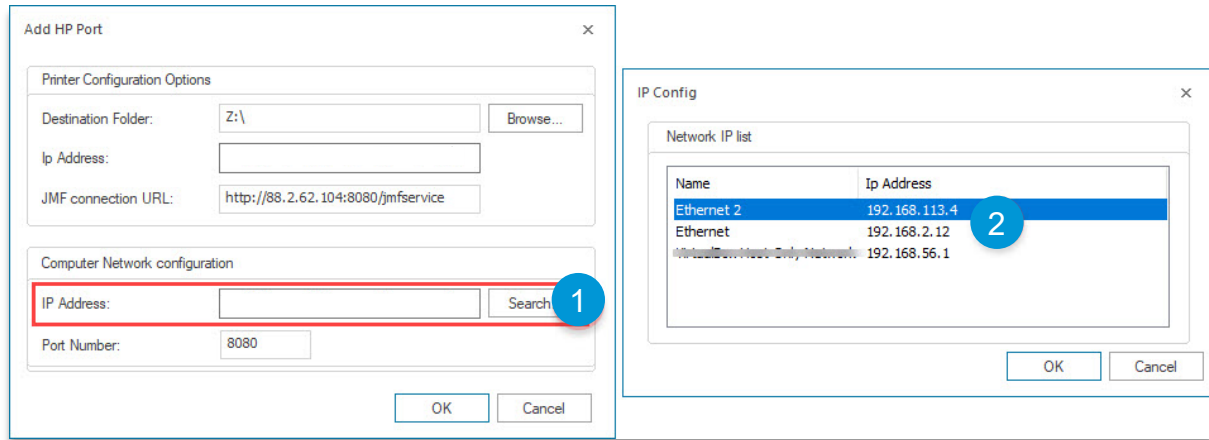 Add HP Port
Printer Configuration Options
Destination Folder: Z:\ Browse...
Ip Address:
JMF connection URL: http://88.2.62.104:8080/jmfservice
Computer Network configuration
IP Address: Search 1
Port Number: 8080
OK Cancel
IP Config
Network IP list
Name Ip Address
Ethernet 2 192.168.113.4
Ethernet 192.168.2.12
192.168.56.1
2
OK Cancel